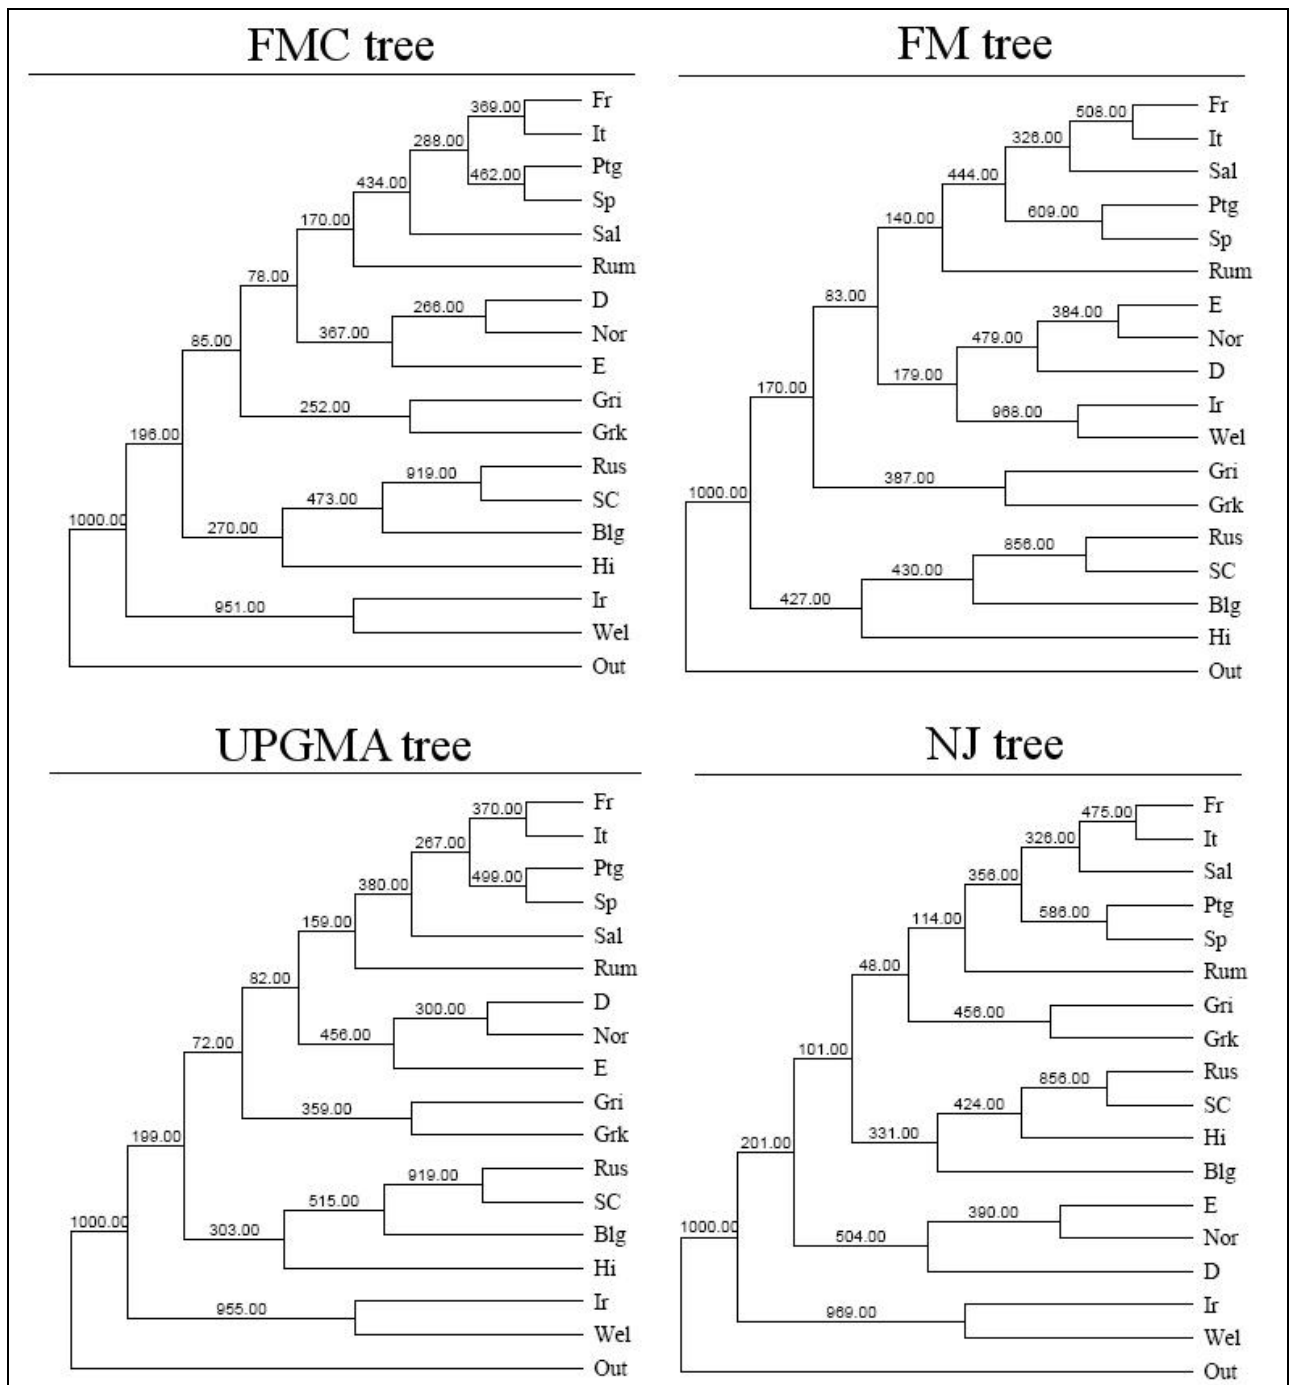 FMC tree
369.00
Fr
It
288.00
462.00
Ptg
Sp
434.00
Sal
170.00
Rum
78.00
266.00
D
Nor
367.00
E
85.00
252.00
Gri
Grk
196.00
919.00
Rus
SC
473.00
Blg
270.00
Hi
1000.00
951.00
Ir
Wel
Out
FM tree
508.00
Fr
It
326.00
Sal
444.00
609.00
Ptg
Sp
140.00
Rum
83.00
384.00
E
Nor
479.00
D
179.00
968.00
Ir
Wel
170.00
387.00
Gri
Grk
1000.00
856.00
Rus
SC
430.00
Blg
427.00
Hi
Out
UPGMA tree
370.00
Fr
It
267.00
499.00
Ptg
Sp
380.00
Sal
159.00
Rum
82.00
300.00
D
Nor
456.00
E
72.00
359.00
Gri
Grk
199.00
919.00
Rus
SC
515.00
Blg
303.00
Hi
1000.00
955.00
Ir
Wel
Out
NJ tree
475.00
Fr
It
326.00
Sal
356.00
586.00
Ptg
Sp
114.00
Rum
48.00
456.00
Gri
Grk
101.00
856.00
Rus
SC
424.00
Hi
331.00
Blg
201.00
390.00
E
Nor
504.00
D
1000.00
969.00
Ir
Wel
Out